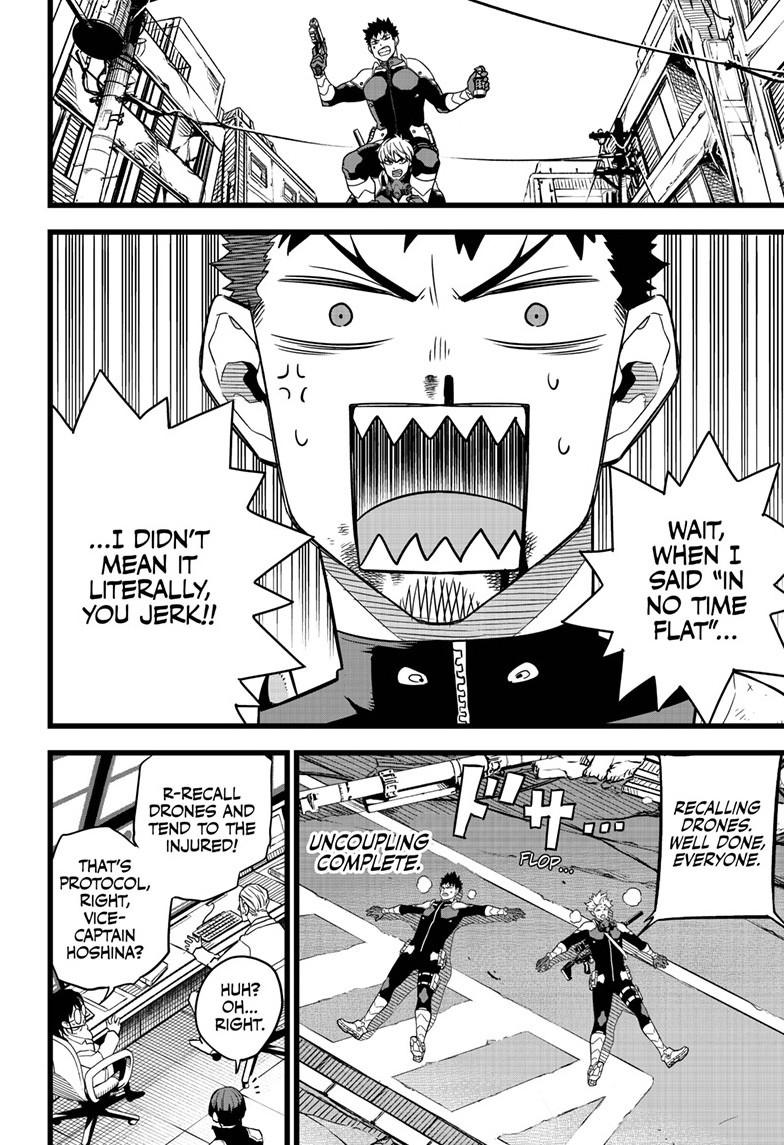 WAIT,
WHEN I
SAID "IN
NO TIME
FLAT"...
...I DIDN'T
MEAN IT
LITERALLY,
YOU JERK!!
RECALLING
DRONES.
WELL DONE,
EVERYONE.
ドサ...
FLOP...
UNCOUPLING
COMPLETE.
R-RECALL
DRONES AND
TEND TO THE
INJURED!
THAT'S
PROTOCOL,
RIGHT,
VICE-
CAPTAIN
HOSHINA?
HUH?
OH...
RIGHT.